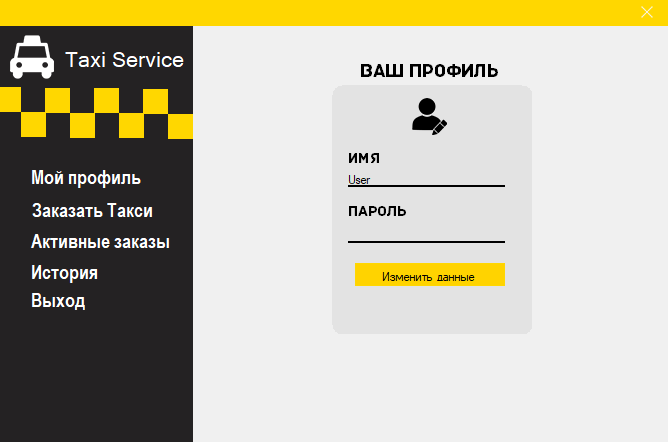 Taxi Service
Мой профиль
Заказать Такси
Активные заказы
История
Выход
ВАШ ПРОФИЛЬ
ИМЯ
User
ПАРОЛЬ
Изменить данные